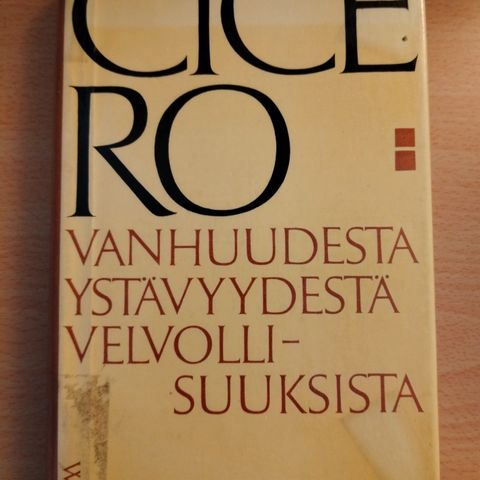 CICE
RO:
VANHUUDESTA
YSTÄVYYDESTÄ
VELVOLLI-
SUUKSISTA